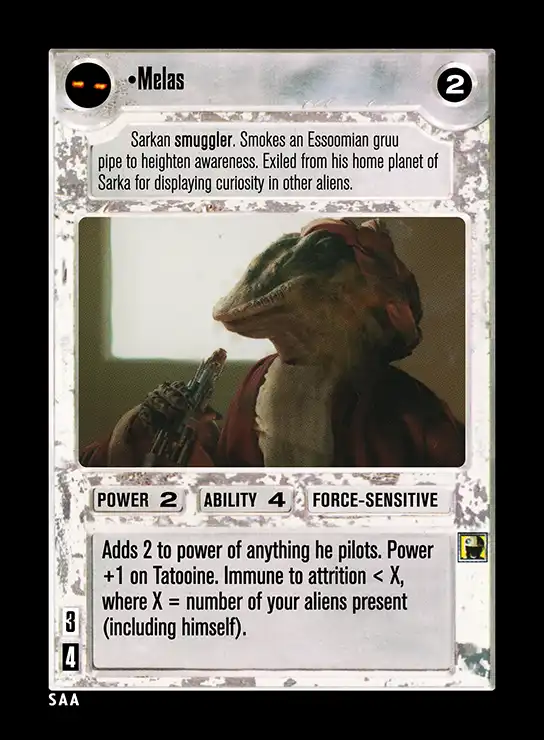 •Melas
2
Sarkan smuggler. Smokes an Essoomian gruu
pipe to heighten awareness. Exiled from his home planet of
Sarka for displaying curiosity in other aliens.
POWER 2 ABILITY 4 FORCE-SENSITIVE
Adds 2 to power of anything he pilots. Power
+1 on Tatooine. Immune to attrition < X,
where X = number of your aliens present
(including himself).
3
4
SAA